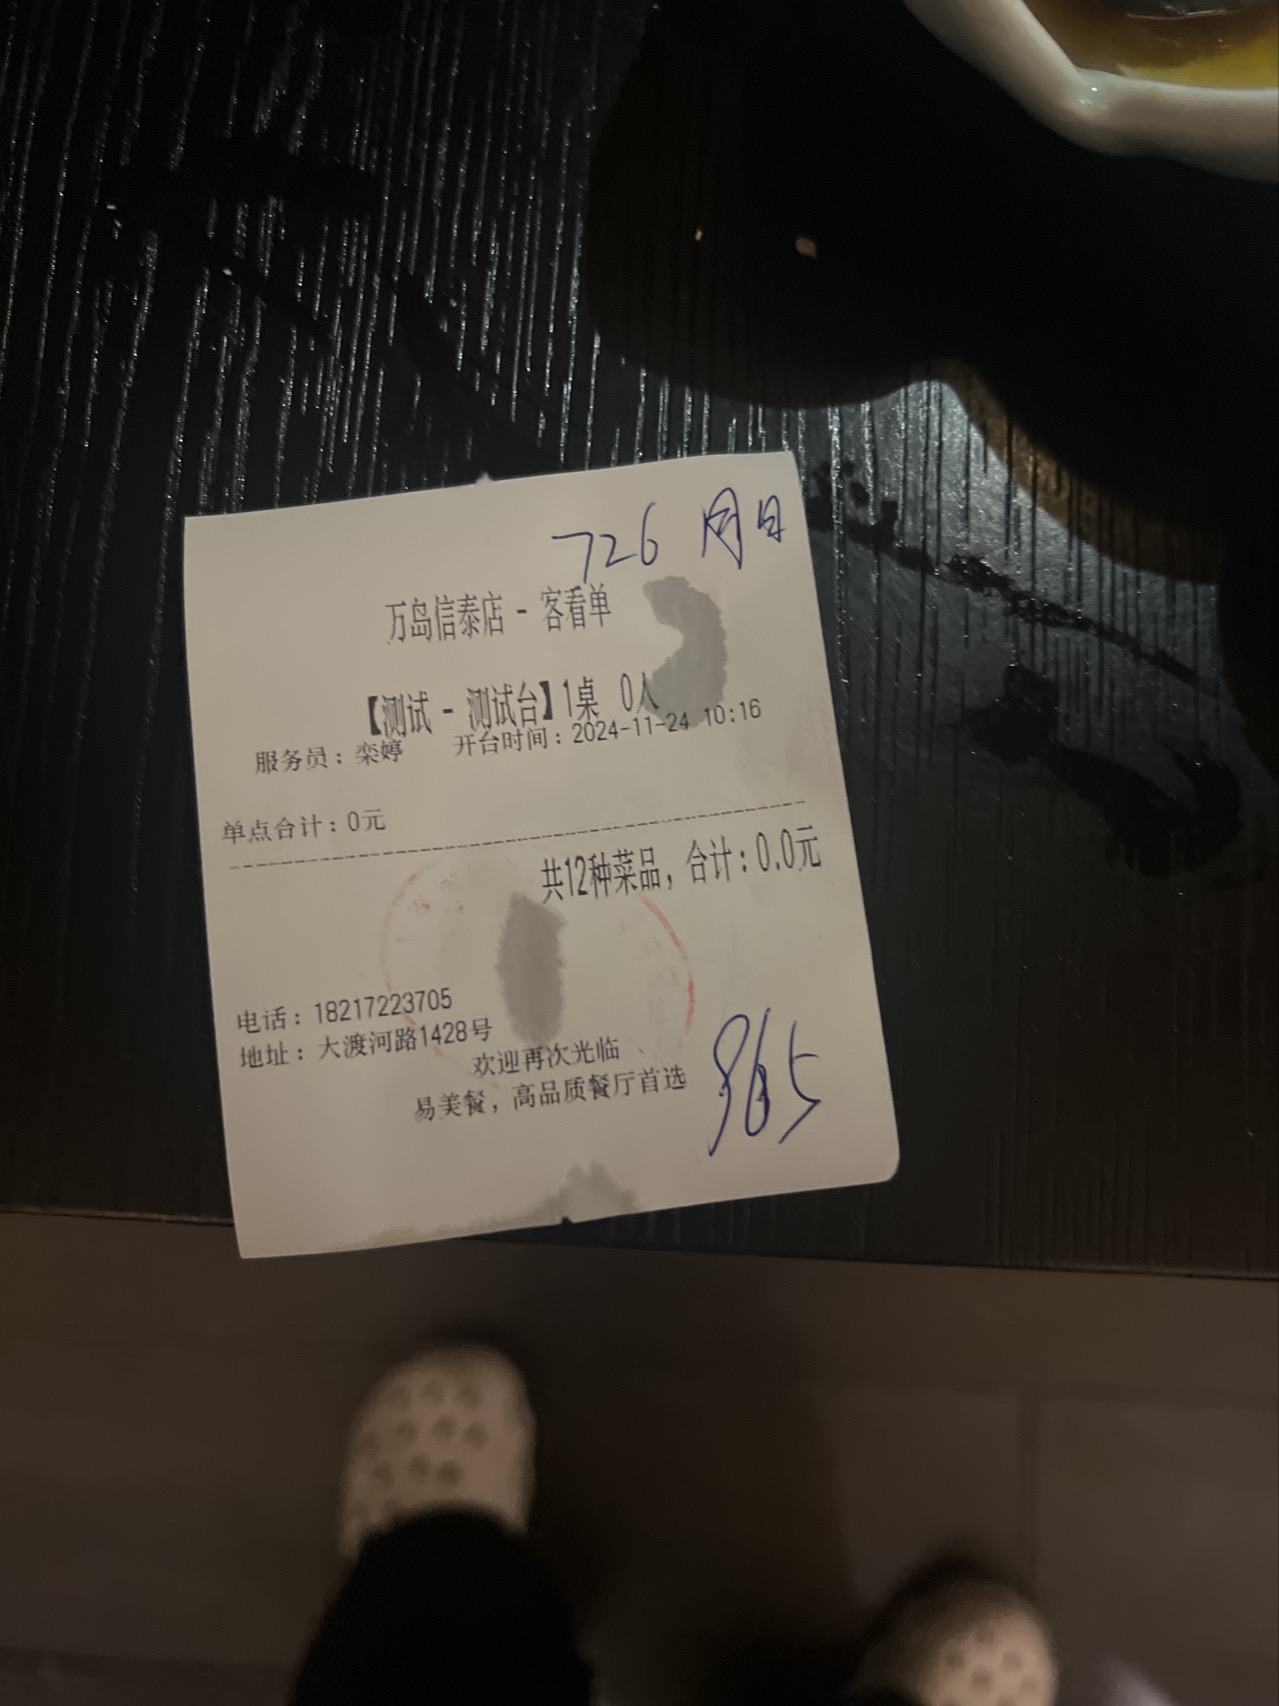 726 周日
万岛信泰店 - 客看单
【测试 - 测试台】1桌 0人
服务员：栾婷 开台时间：2024-11-24 10:16
单点合计：0元
共12种菜品，合计：0.0元
电话：18217223705
地址：大渡河路1428号
欢迎再次光临
易美餐，高品质餐厅首选
965